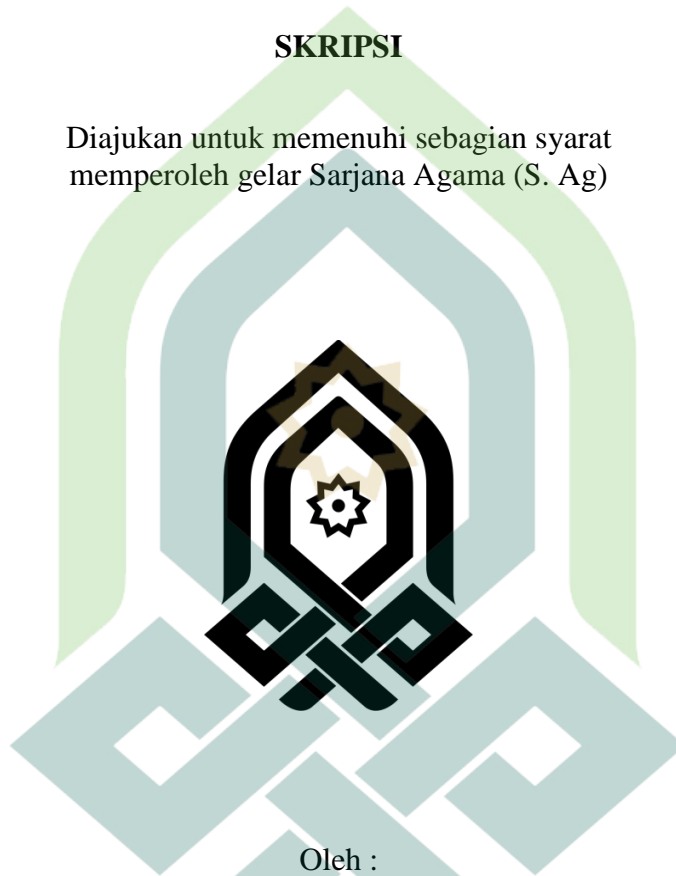 SKRIPSI
Diajukan untuk memenuhi sebagian syarat
memperoleh gelar Sarjana Agama (S. Ag)
Oleh :